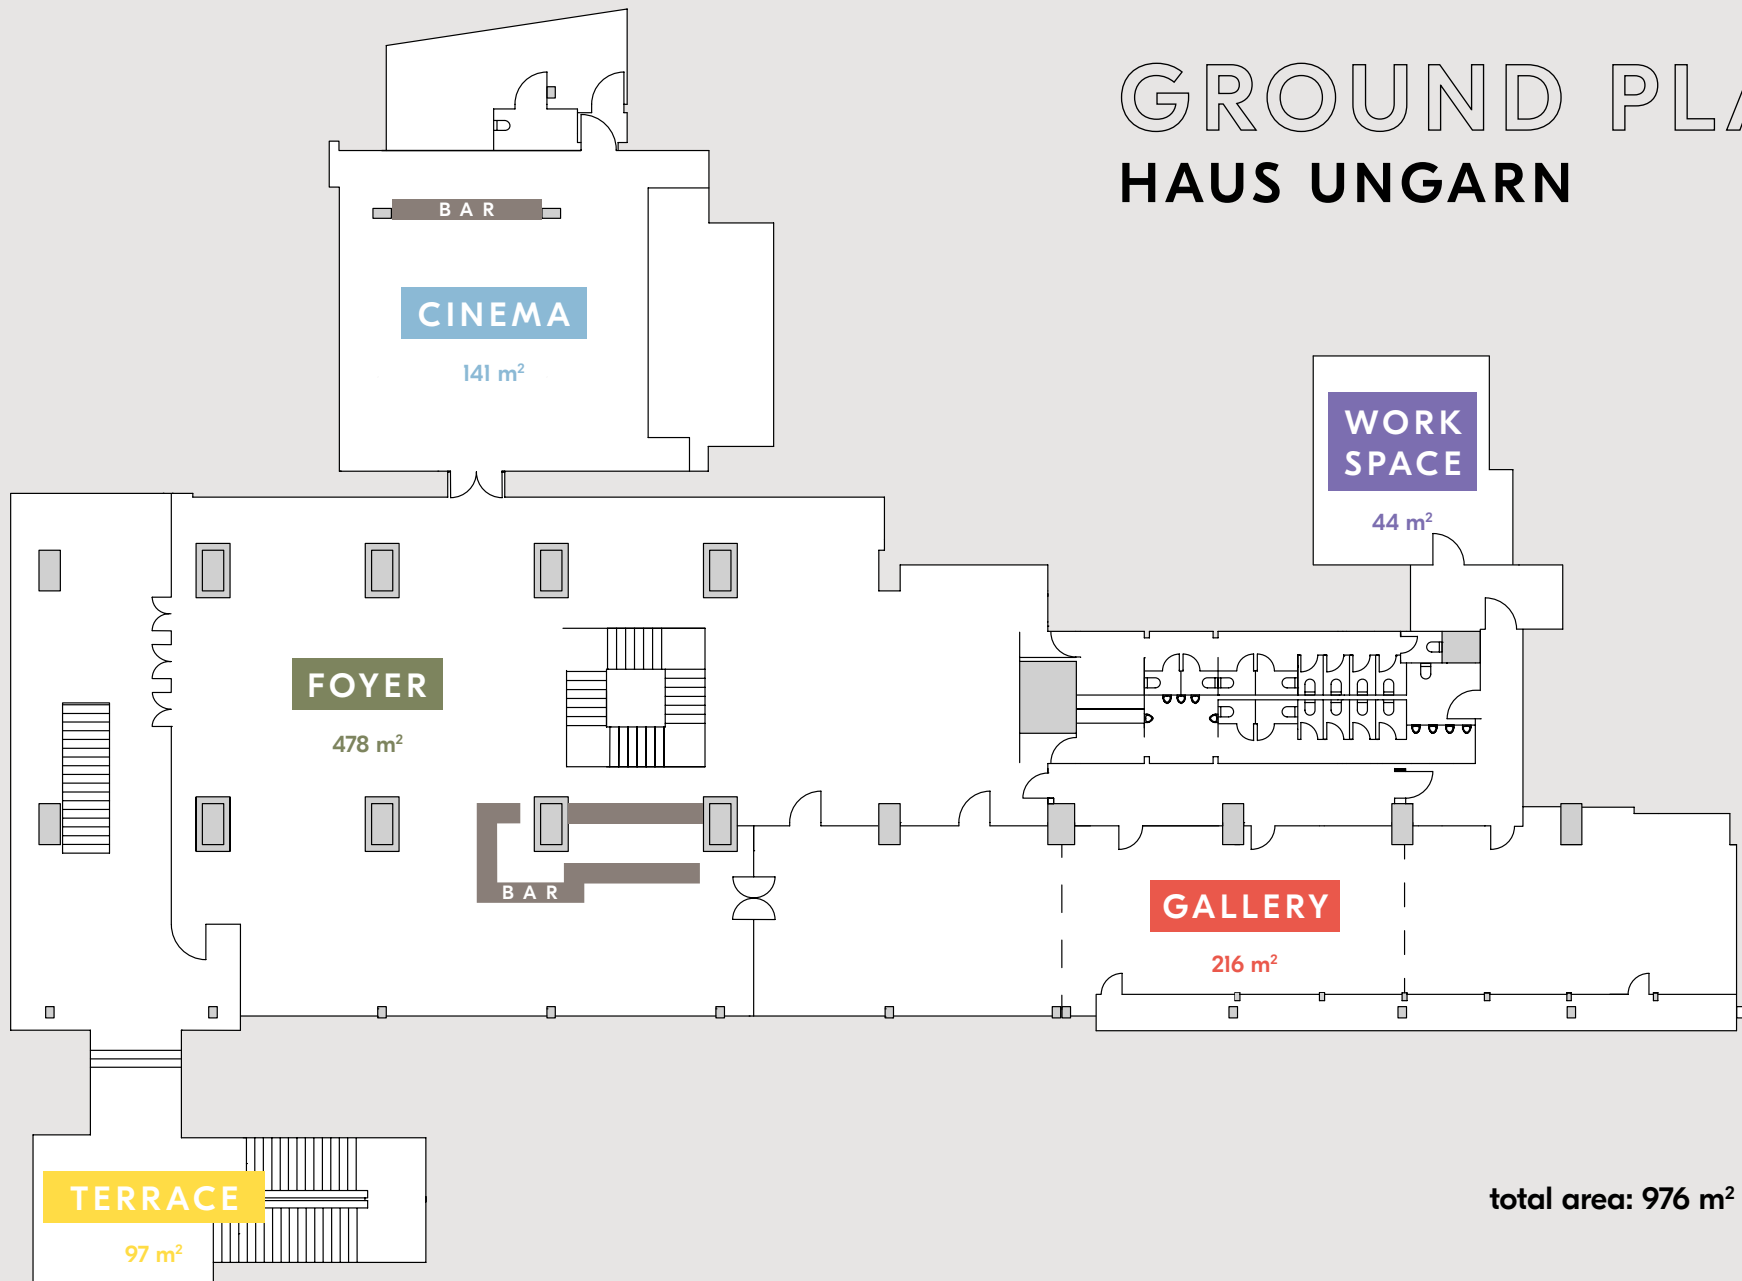 GROUND PLA
HAUS UNGARN
BAR
CINEMA
141 m²
WORK
SPACE
44 m²
FOYER
478 m²
BAR
GALLERY
216 m²
TERRACE
97 m²
total area: 976 m²